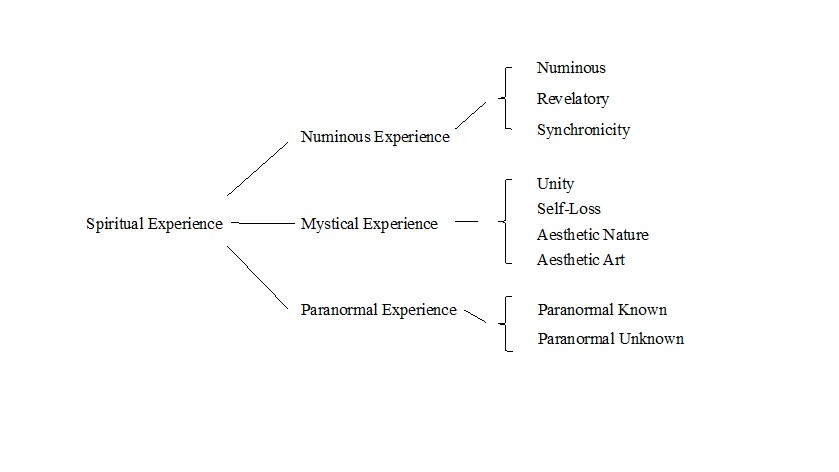 Spiritual Experience
Numinous Experience
Numinous
Revelatory
Synchronicity
Mystical Experience
Unity
Self-Loss
Aesthetic Nature
Aesthetic Art
Paranormal Experience
Paranormal Known
Paranormal Unknown